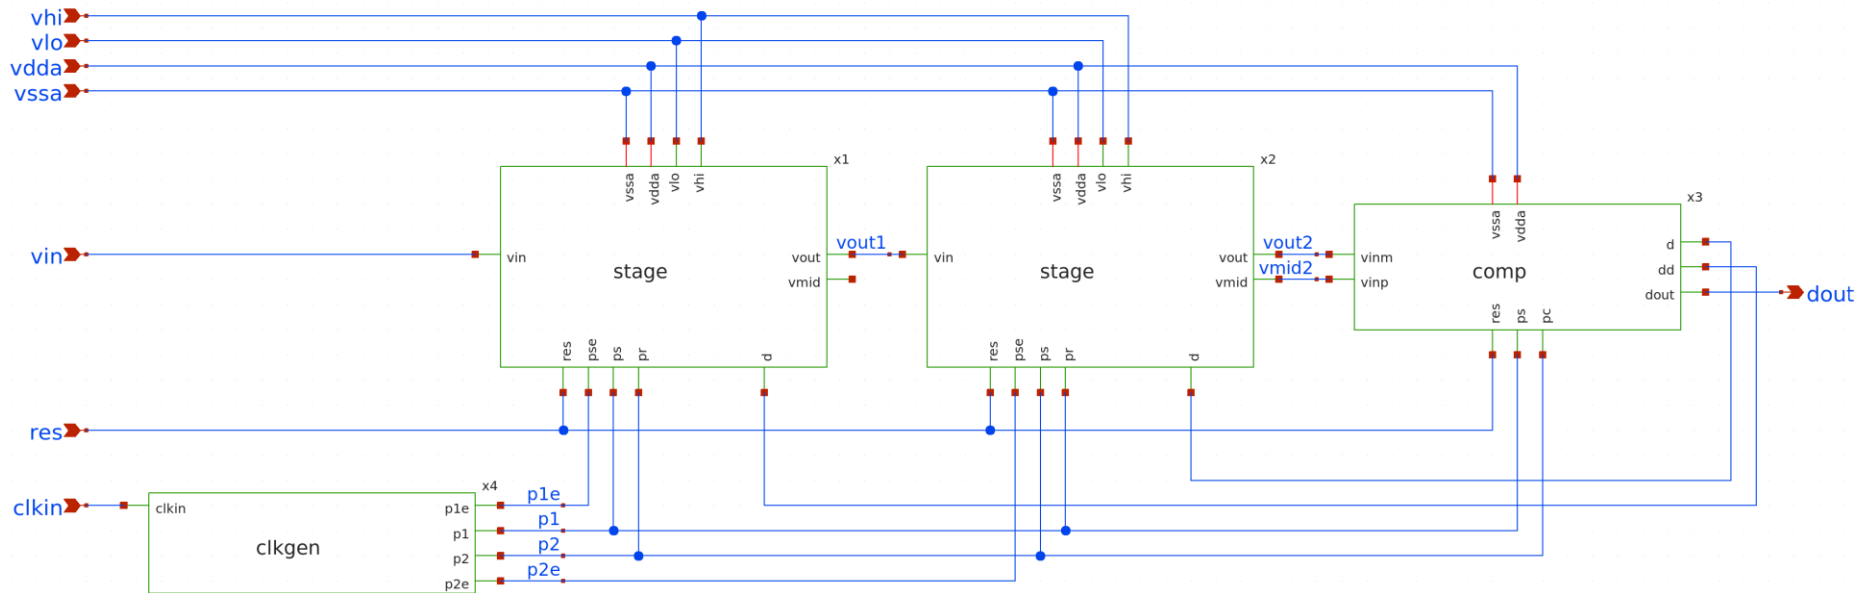 vhi
vlo
vdda
vssa
x1
x2
x3
vssa
vdda
vlo
vhi
vssa
vdda
vlo
vhi
vssa
vdda
vin
vin
stage
vout
vmid
vout1
vin
stage
vout
vmid
vout2
vmid2
vinm
vinp
comp
d
dd
dout
dout
res
ps
pc
res
pse
ps
pr
d
res
pse
ps
pr
d
res
x4
clkin
clkin
clkgen
p1e
p1
p2
p2e
p1e
p1
p2
p2e